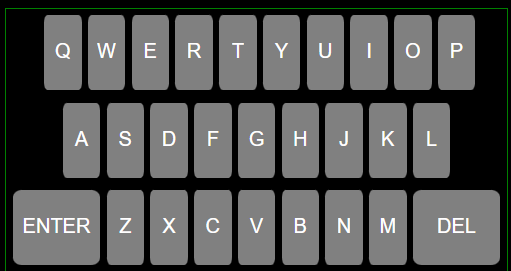 Q W E R T Y U I O P
A S D F G H J K L
ENTER Z X C V B N M DEL